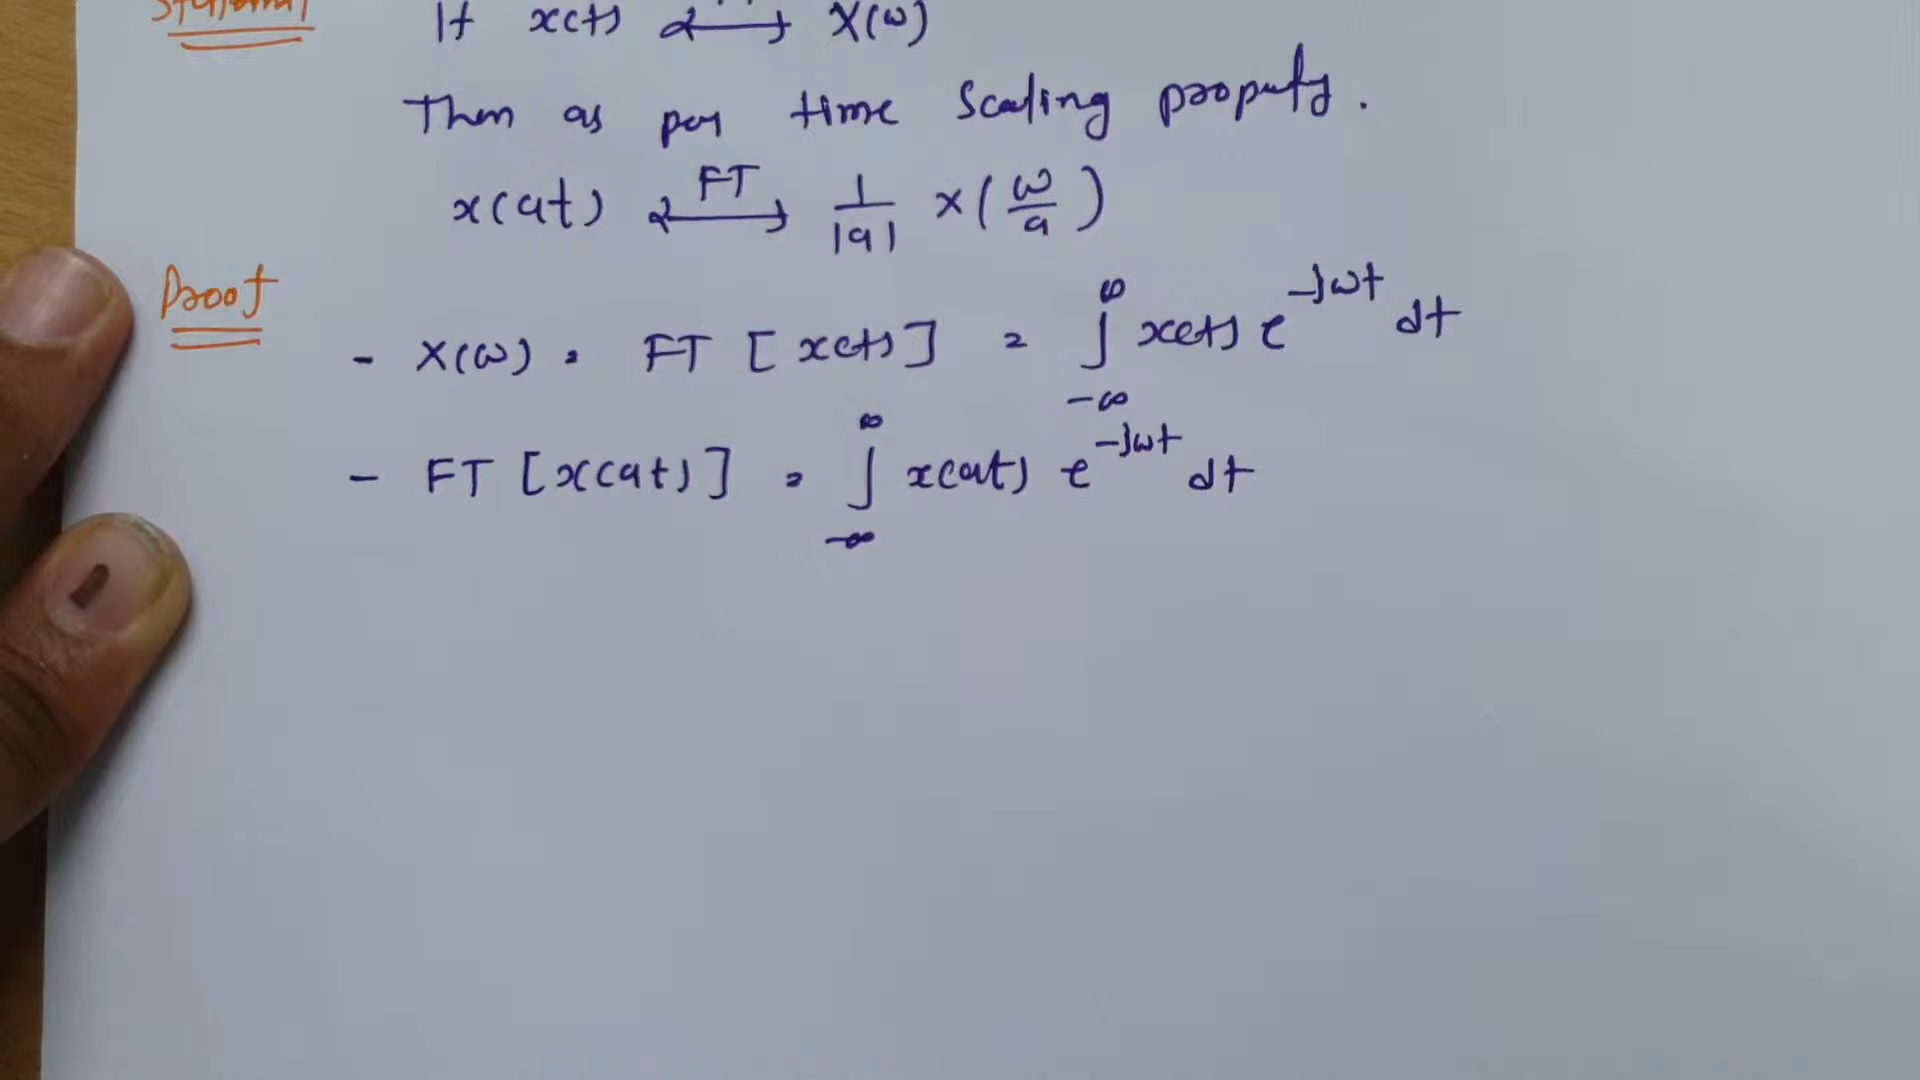 Statement
If x(t) ⟷ X(ω)
Then as per time scaling property.
x(at) ⟷ FT 1/|a| X(ω/a)
Proof
- X(ω) = FT [x(t)] = ∫_{-∞}^{∞} x(t) e^{-jωt} dt
- FT [x(at)] = ∫_{-∞}^{∞} x(at) e^{-jωt} dt